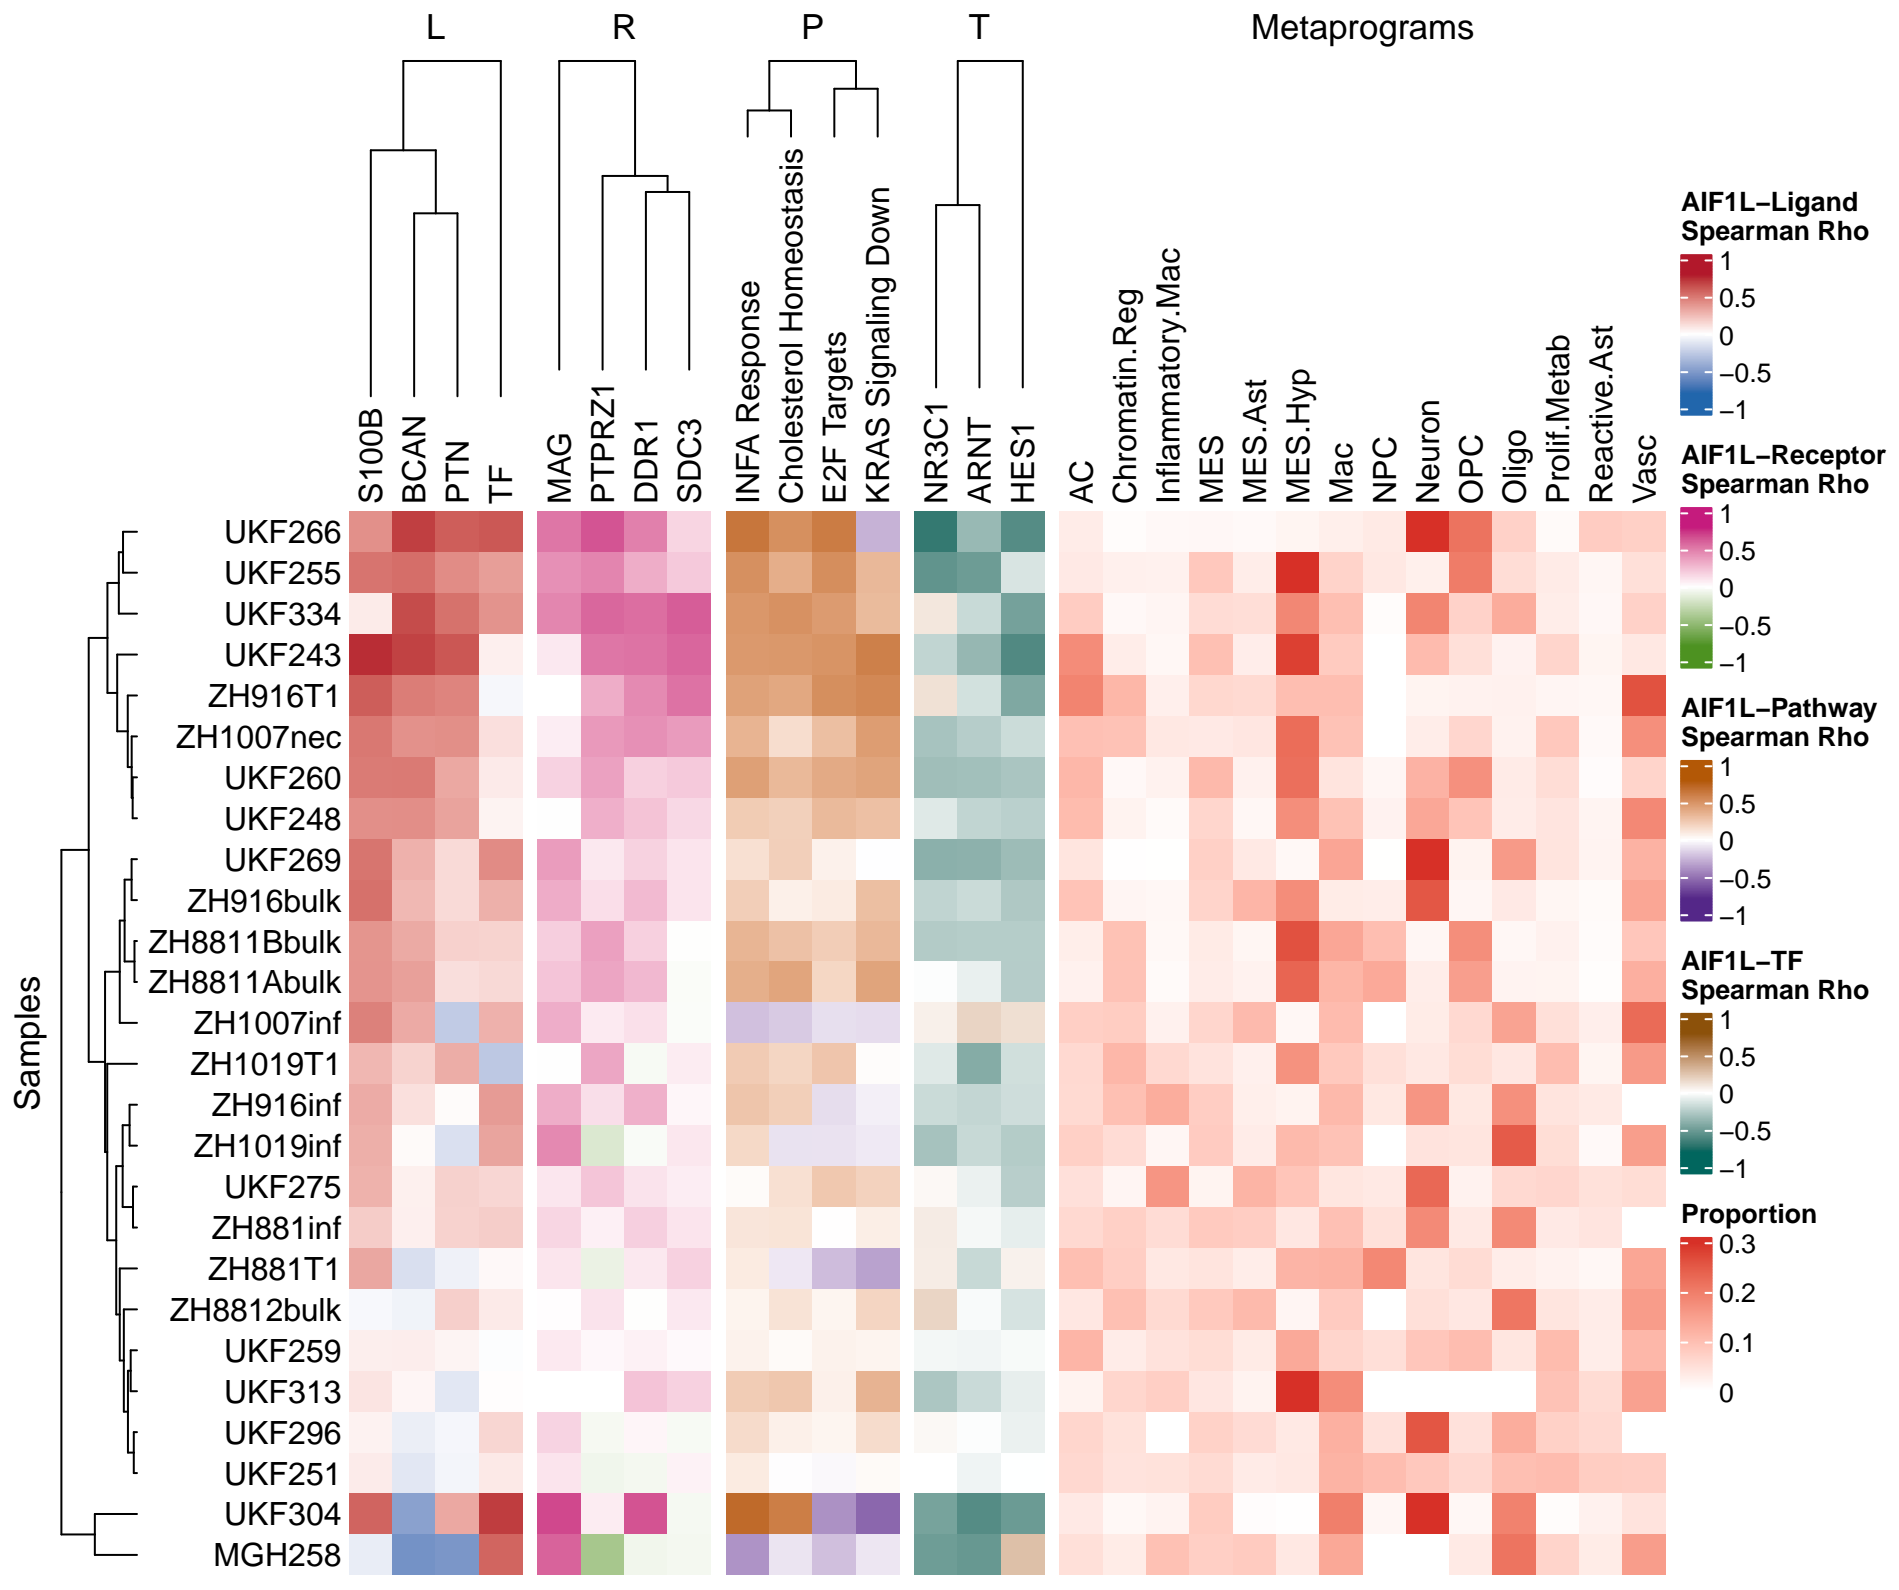 L R P T Metaprograms
S100B BCAN PTN TF MAG PTPRZ1 DDR1 SDC3 INFA Response Cholesterol Homeostasis E2F Targets KRAS Signaling Down NR3C1 ARNT HES1 AC Chromatin.Reg Inflammatory.Mac MES MES.Ast MES.Hyp Mac NPC Neuron OPC Oligo Prolif.Metab Reactive.Ast Vasc
Samples
UKF266
UKF255
UKF334
UKF243
ZH916T1
ZH1007nec
UKF260
UKF248
UKF269
ZH916bulk
ZH8811Bbulk
ZH8811Abulk
ZH1007inf
ZH1019T1
ZH916inf
ZH1019inf
UKF275
ZH881inf
ZH881T1
ZH8812bulk
UKF259
UKF313
UKF296
UKF251
UKF304
MGH258
AIF1L−Ligand
Spearman Rho
1
0.5
0
−0.5
−1
AIF1L−Receptor
Spearman Rho
1
0.5
0
−0.5
−1
AIF1L−Pathway
Spearman Rho
1
0.5
0
−0.5
−1
AIF1L−TF
Spearman Rho
1
0.5
0
−0.5
−1
Proportion
0.3
0.2
0.1
0